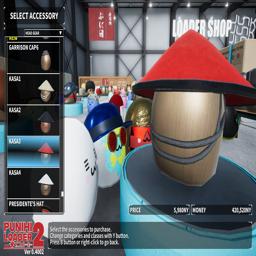 SELECT ACCESSORY
HEAD GEAR
GARRISON CAP6
KASA1
KASA2
KASA3
KASA4
PRESIDENT'S HAT
LOADER SHOP
PRICE 5,980NY
MONEY 420,520NY
PUNIHI
LOADER
2
Ver 0.4002
Select the accessories to purchase.
Change categories and classes with Y button.
Press B button or right-click to go back.